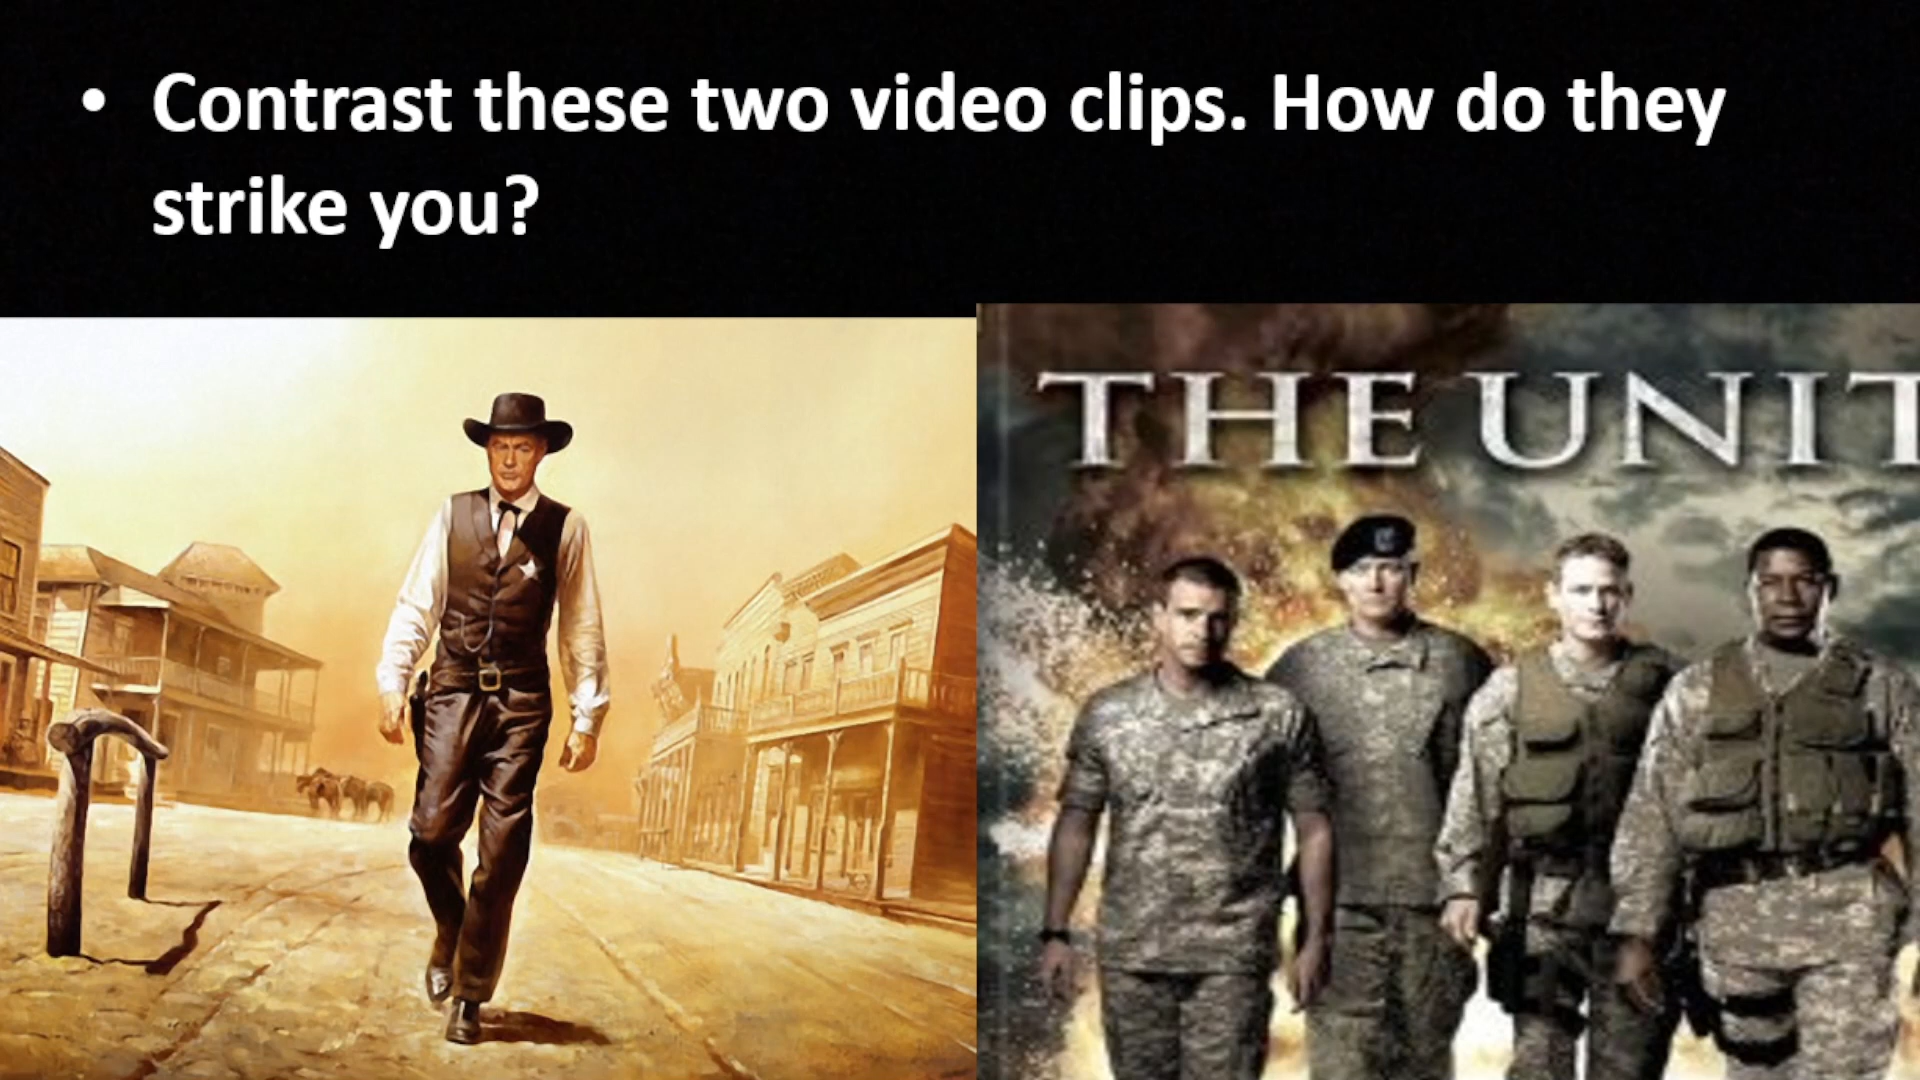 • Contrast these two video clips. How do they
strike you?
THE UNIT